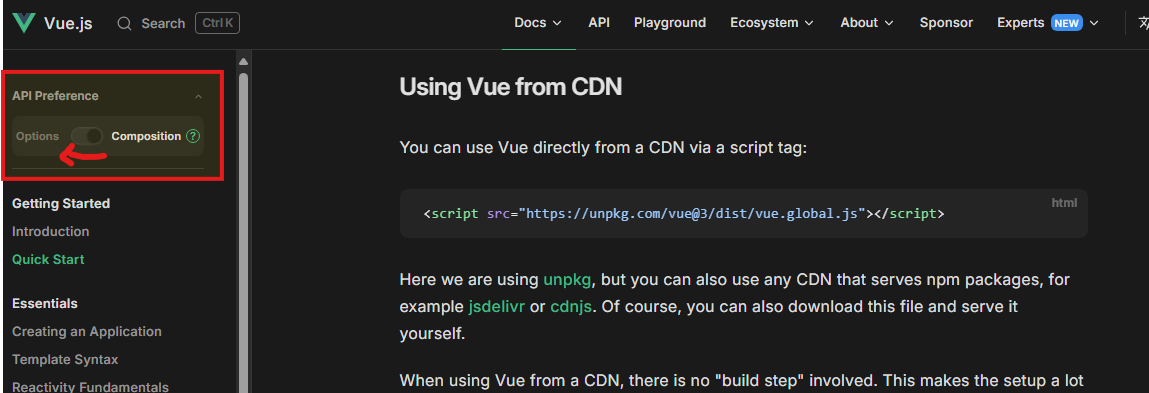 Vue.js Search Ctrl K Docs API Playground Ecosystem About Sponsor Experts NEW
API Preference
Options Composition ?
Getting Started
Introduction
Quick Start
Essentials
Creating an Application
Template Syntax
Reactivity Fundamentals
Using Vue from CDN
You can use Vue directly from a CDN via a script tag:
html
<script src="https://unpkg.com/vue@3/dist/vue.global.js"></script>
Here we are using unpkg, but you can also use any CDN that serves npm packages, for
example jsdelivr or cdnjs. Of course, you can also download this file and serve it
yourself.
When using Vue from a CDN, there is no "build step" involved. This makes the setup a lot